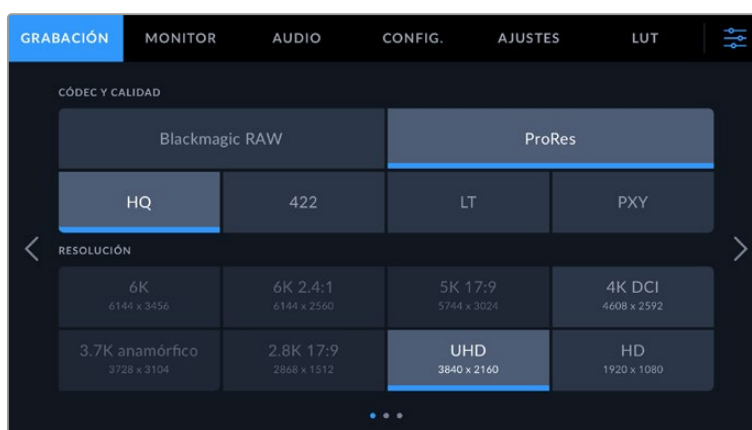 GRABACIÓN MONITOR AUDIO CONFIG. AJUSTES LUT
CÓDEC Y CALIDAD
Blackmagic RAW ProRes
HQ 422 LT PXY
RESOLUCIÓN
6K 6K 2.4:1 5K 17:9 4K DCI
6144 x 3456 6144 x 2560 5744 x 3024 4608 x 2592
3.7K anamórfico 2.8K 17:9 UHD HD
3728 x 3104 2868 x 1512 3840 x 2160 1920 x 1080